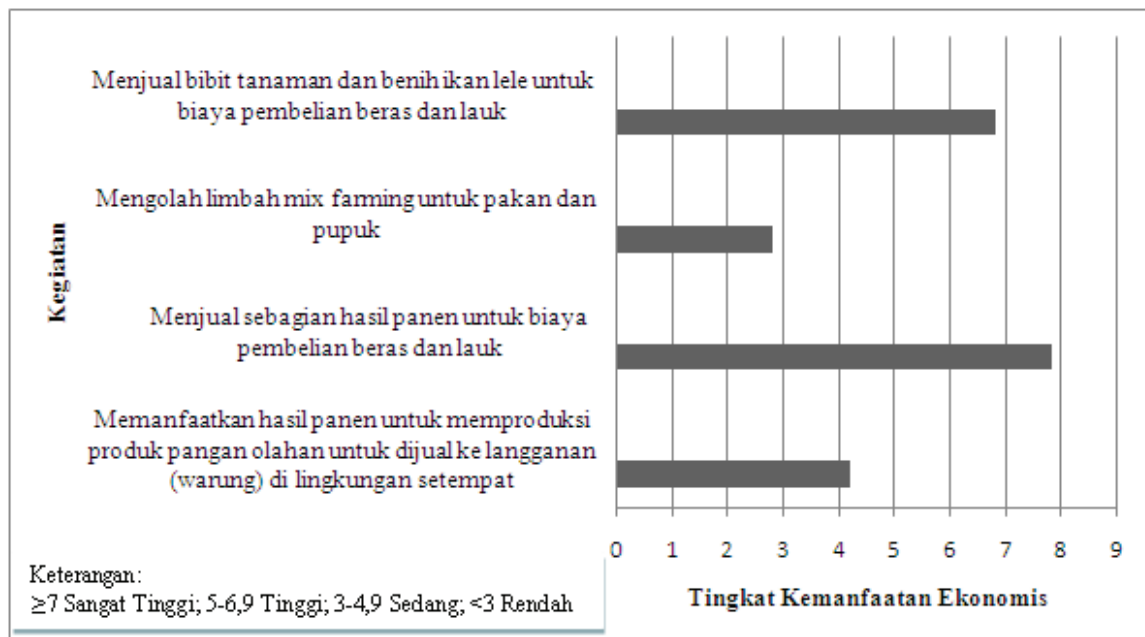 Menjual bibit tanaman dan benih ikan lele untuk
biaya pembelian beras dan lauk
Mengolah limbah mix farming untuk pakan dan
pupuk
Kegiatan
Menjual sebagian hasil panen untuk biaya
pembelian beras dan lauk
Memanfaatkan hasil panen untuk memproduksi
produk pangan olahan untuk dijual ke langganan
(warung) di lingkungan setempat
0 1 2 3 4 5 6 7 8 9
Tingkat Kemanfaatan Ekonomis
Keterangan:
≥7 Sangat Tinggi; 5-6,9 Tinggi; 3-4,9 Sedang; <3 Rendah